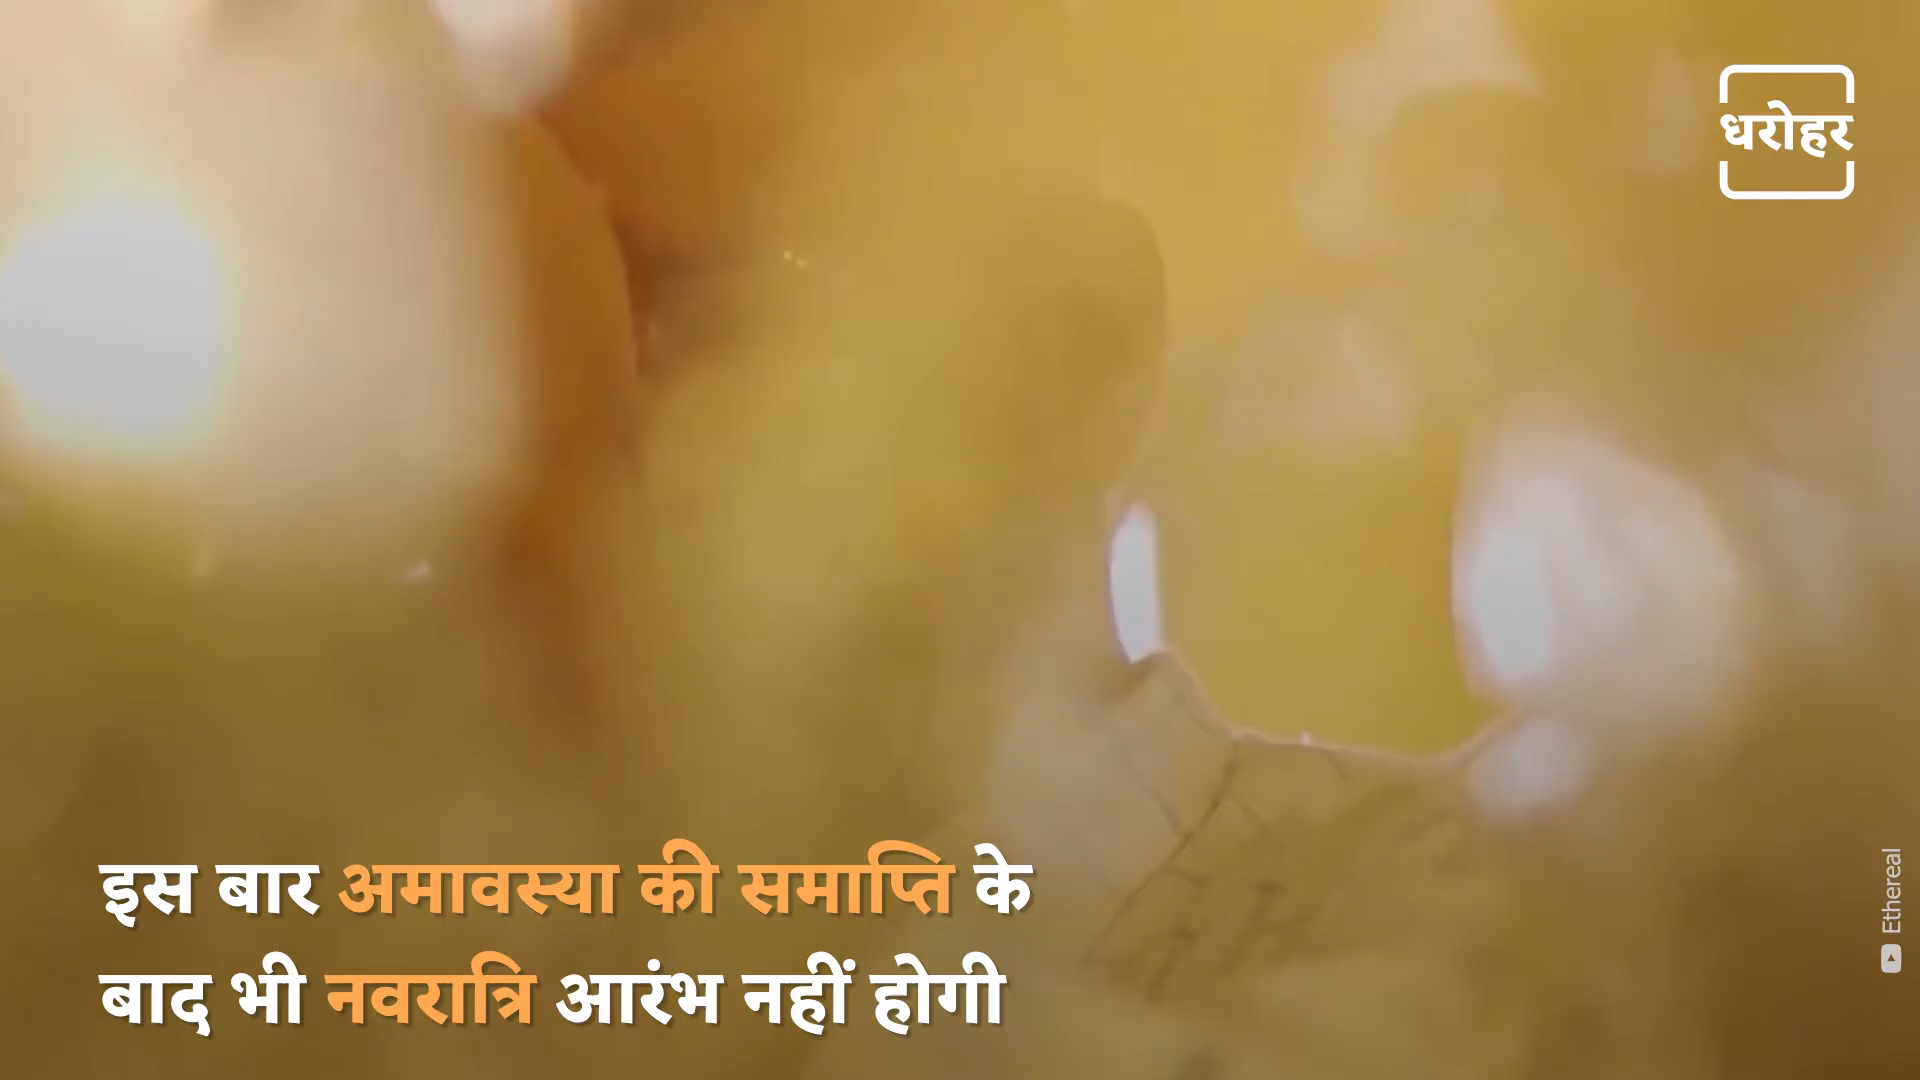 धरोहर
इस बार अमावस्या की समाप्ति के
बाद भी नवरात्रि आरंभ नहीं होगी
Ethereal